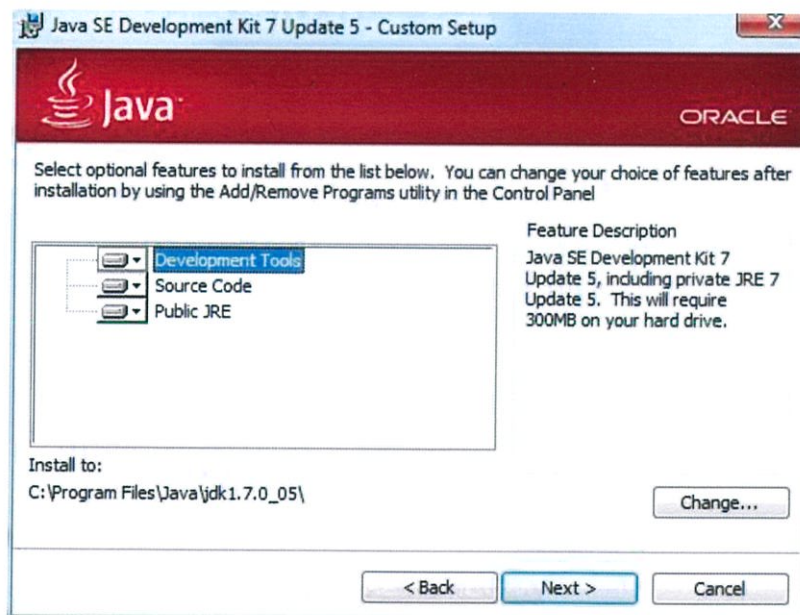 Java SE Development Kit 7 Update 5 - Custom Setup
Java
ORACLE
Select optional features to install from the list below. You can change your choice of features after
installation by using the Add/Remove Programs utility in the Control Panel
Development Tools
Source Code
Public JRE
Feature Description
Java SE Development Kit 7
Update 5, including private JRE 7
Update 5. This will require
300MB on your hard drive.
Install to:
C:\Program Files\Java\jdk1.7.0_05\
Change...
< Back
Next >
Cancel